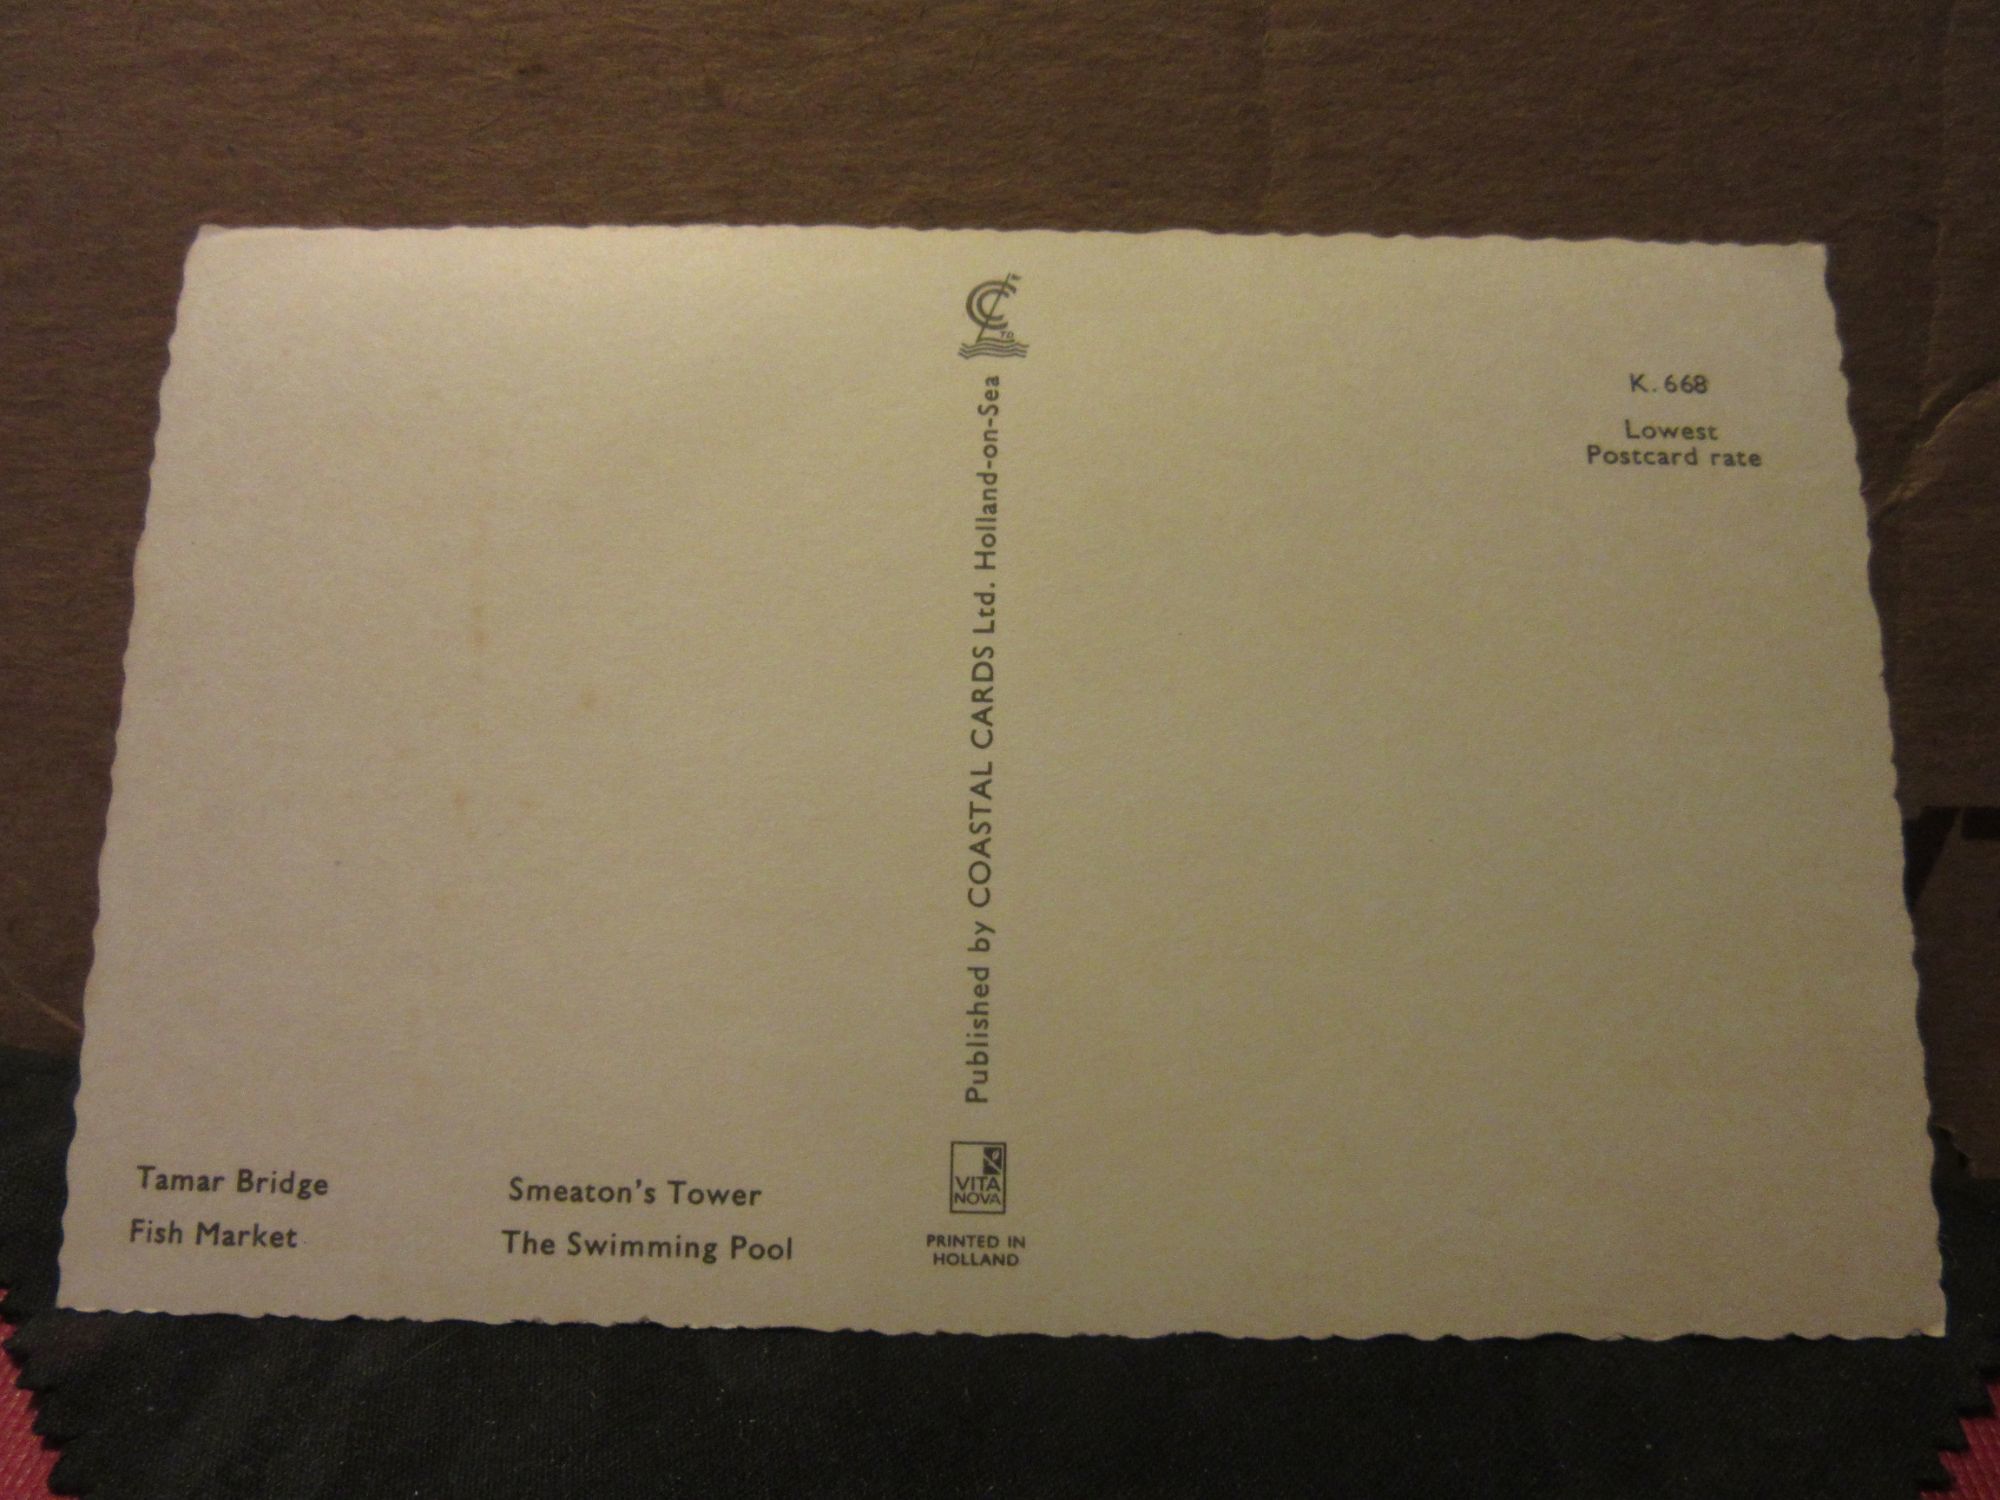 K. 668
Lowest
Postcard rate
TD
Published by COASTAL CARDS Ltd. Holland-on-Sea
Tamar Bridge
Smeaton's Tower
Fish Market
The Swimming Pool
VITA
NOVA
PRINTED IN
HOLLAND